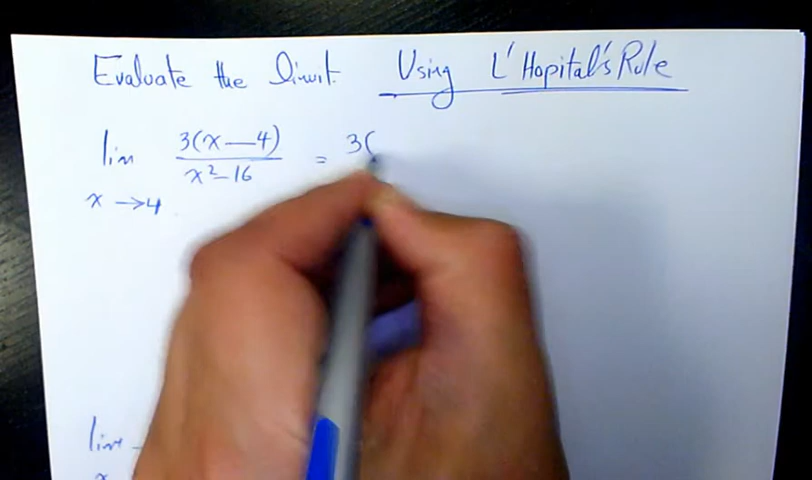 Evaluate the limit. Using L'Hopital's Rule
lim 3(x-4) / x²-16 = 3(
x→4
lim
x